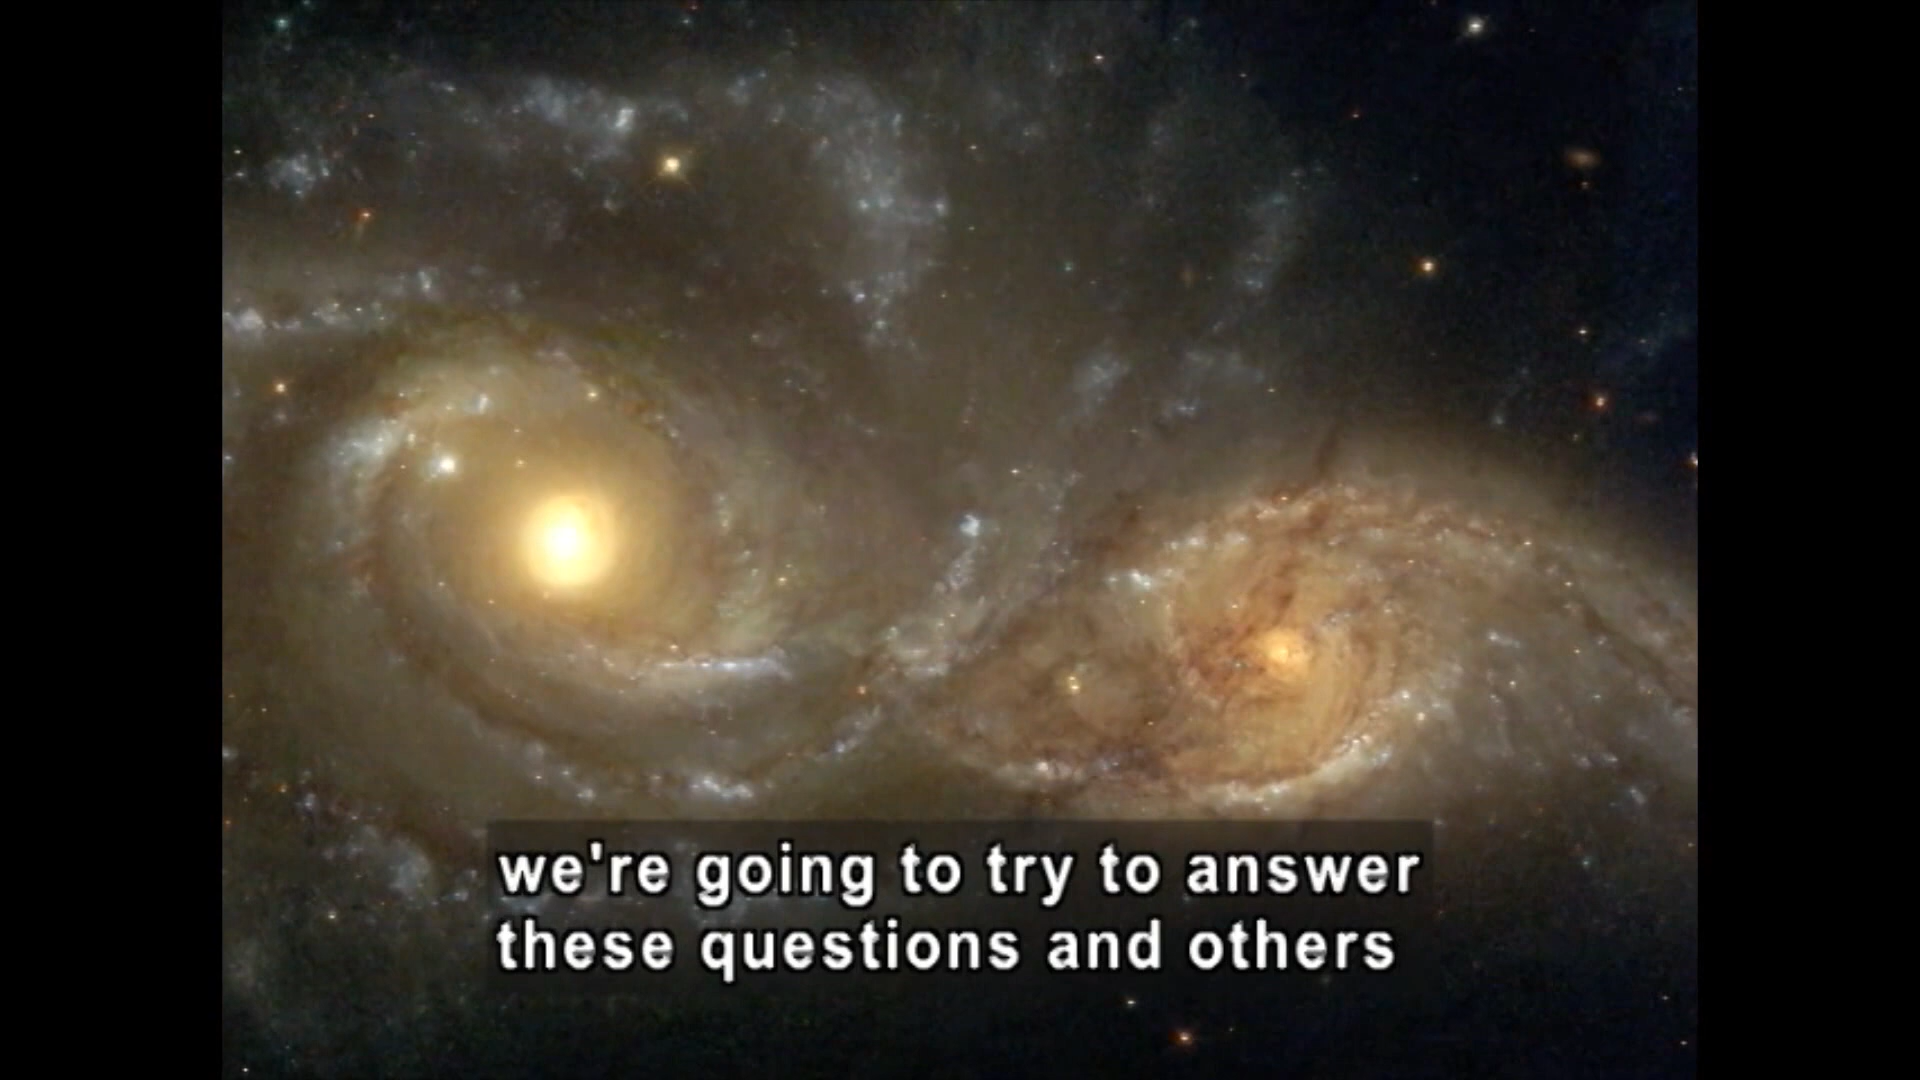 we're going to try to answer
these questions and others